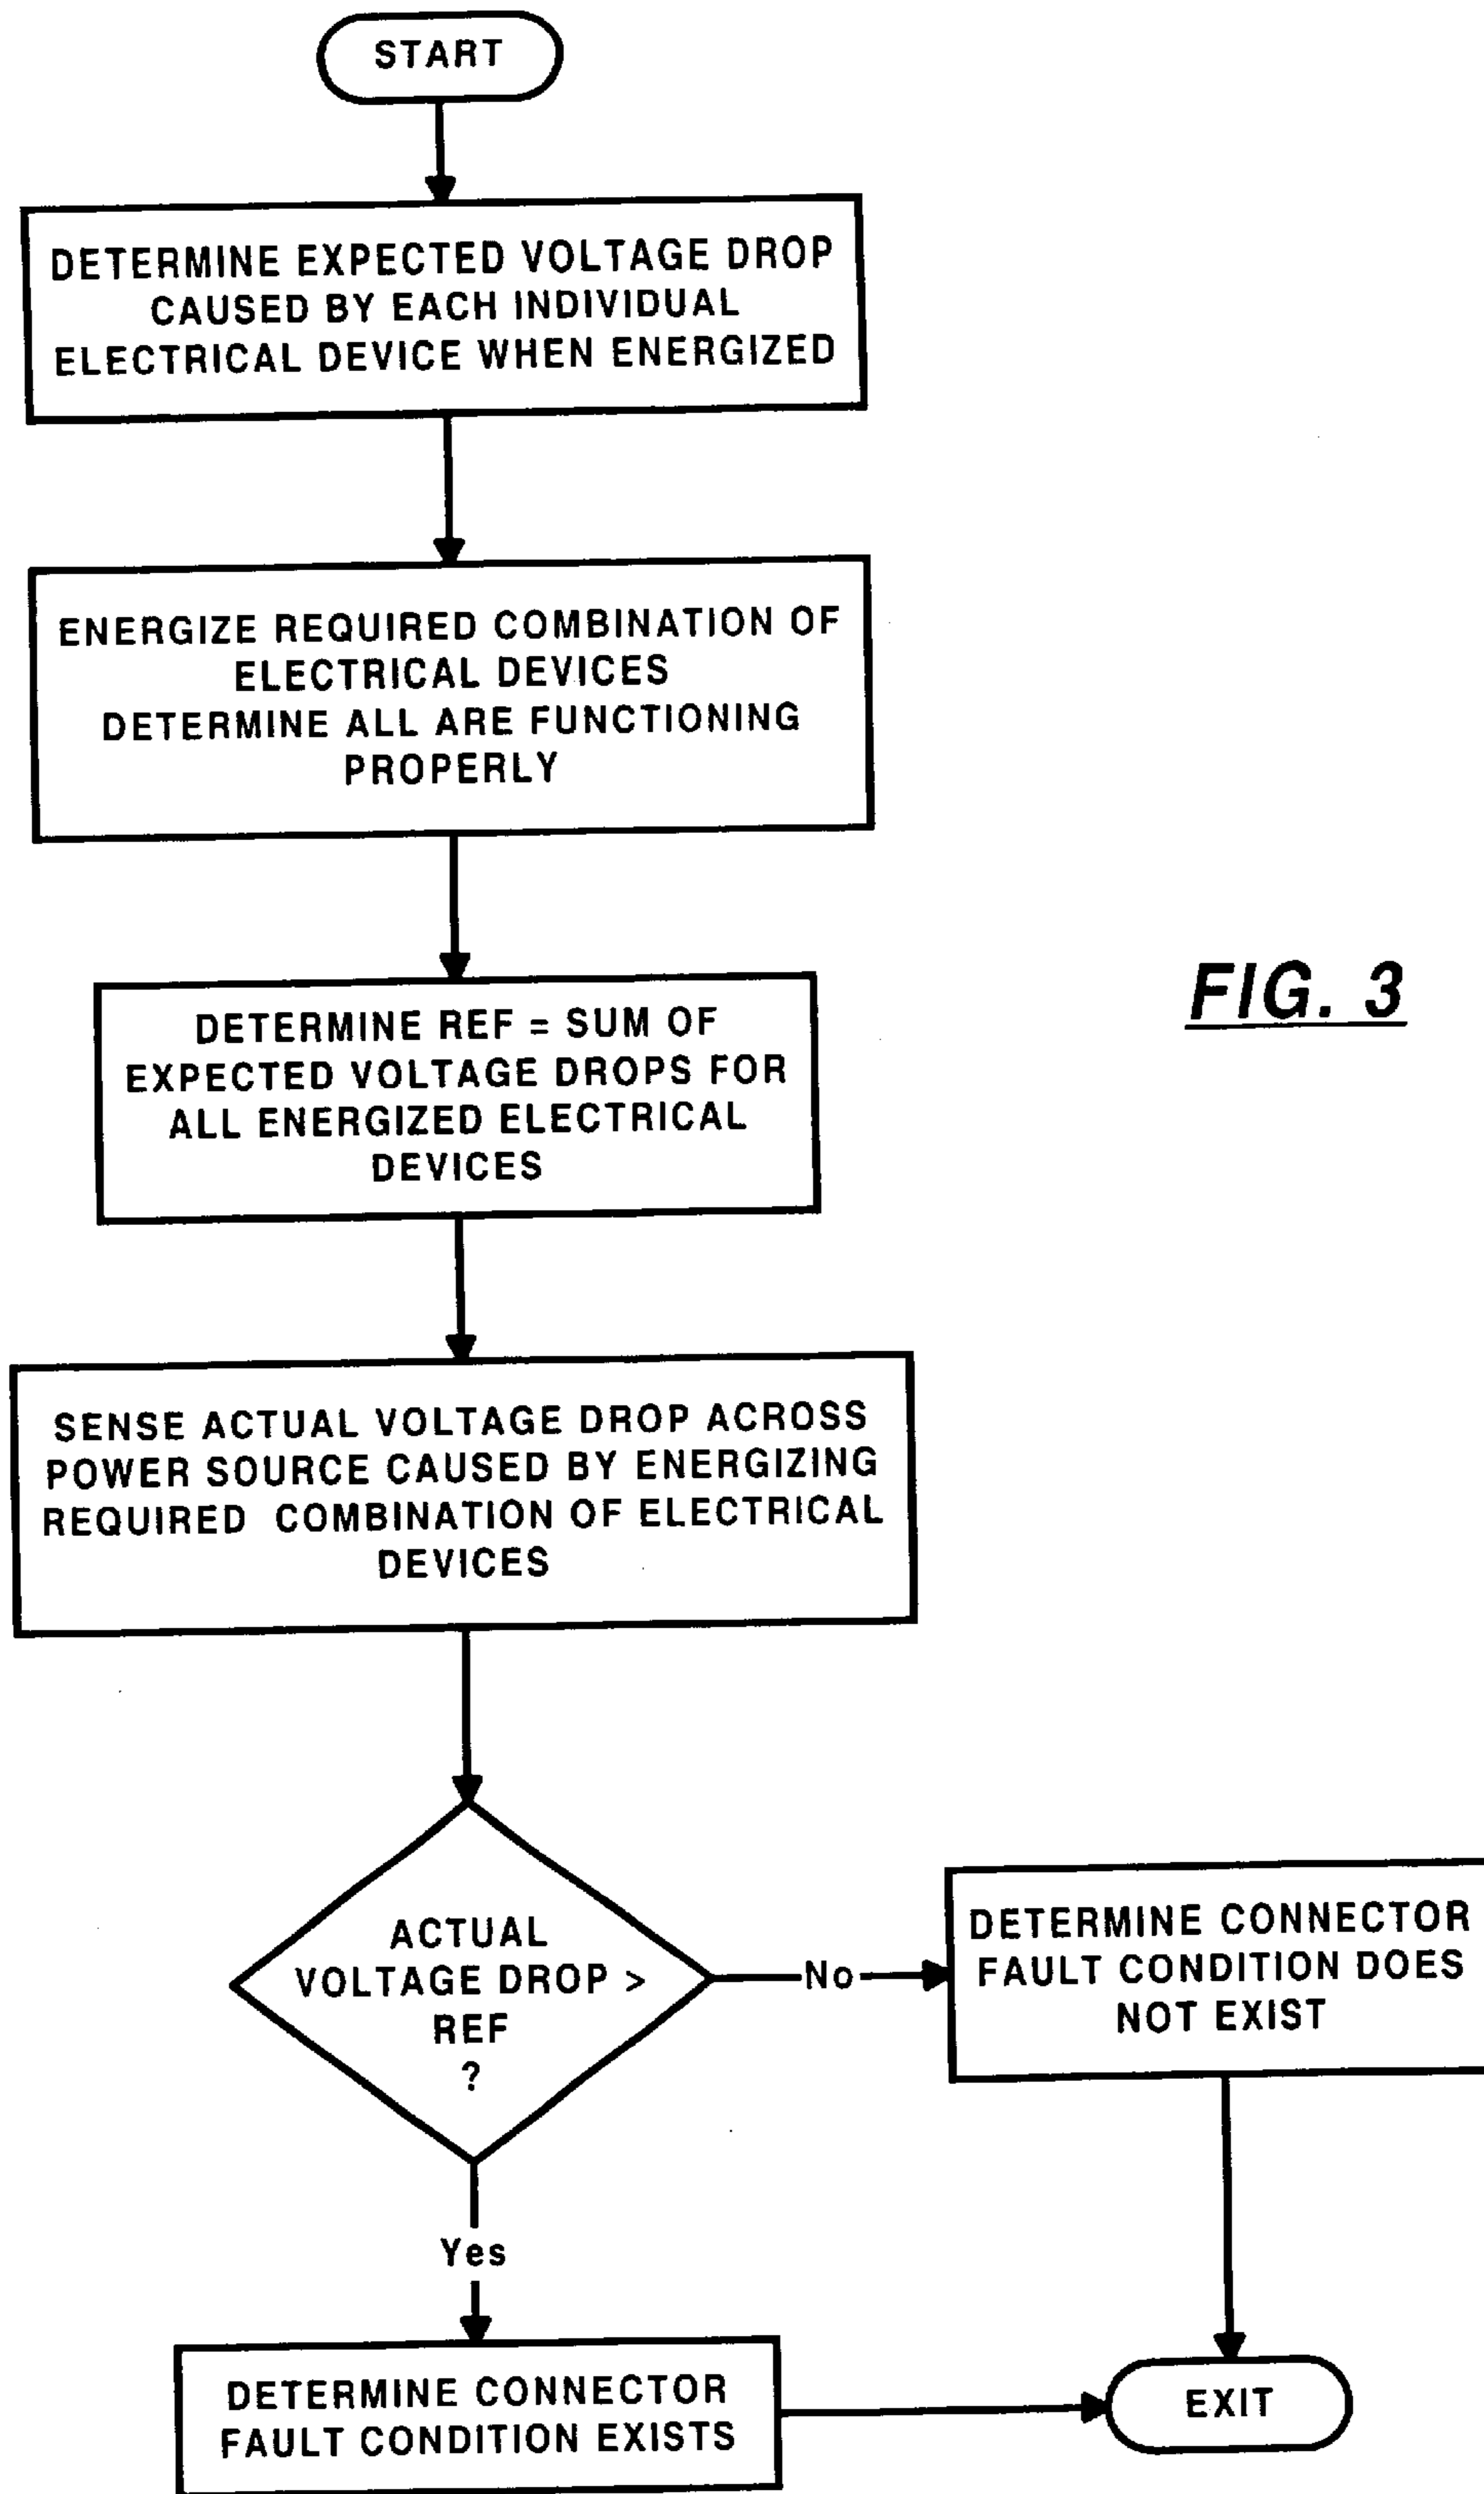 START
DETERMINE EXPECTED VOLTAGE DROP
CAUSED BY EACH INDIVIDUAL
ELECTRICAL DEVICE WHEN ENERGIZED
ENERGIZE REQUIRED COMBINATION OF
ELECTRICAL DEVICES
DETERMINE ALL ARE FUNCTIONING
PROPERLY
DETERMINE REF = SUM OF
EXPECTED VOLTAGE DROPS FOR
ALL ENERGIZED ELECTRICAL
DEVICES
FIG. 3
SENSE ACTUAL VOLTAGE DROP ACROSS
POWER SOURCE CAUSED BY ENERGIZING
REQUIRED COMBINATION OF ELECTRICAL
DEVICES
ACTUAL
VOLTAGE DROP >
REF
?
No
DETERMINE CONNECTOR
FAULT CONDITION DOES
NOT EXIST
Yes
DETERMINE CONNECTOR
FAULT CONDITION EXISTS
EXIT